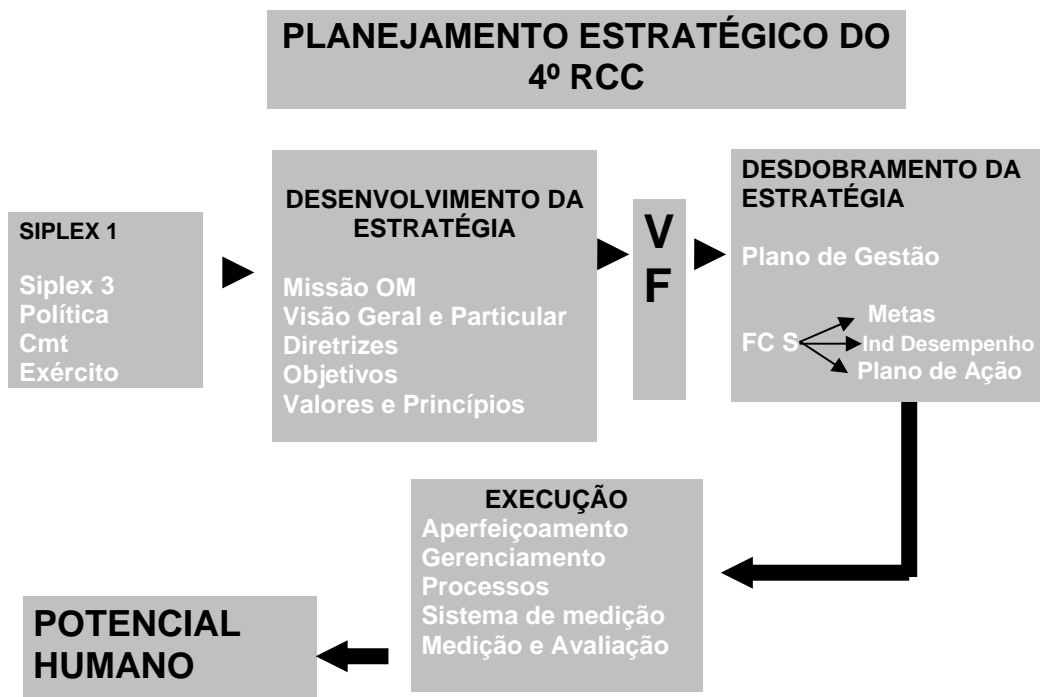 PLANEJAMENTO ESTRATÉGICO DO
4º RCC
SIPLEX 1
Siplex 3
Política
Cmt
Exército
DESENVOLVIMENTO DA
ESTRATÉGIA
Missão OM
Visão Geral e Particular
Diretrizes
Objetivos
Valores e Princípios
V
F
DESDOBRAMENTO DA
ESTRATÉGIA
Plano de Gestão
FC S
Metas
Ind Desempenho
Plano de Ação
EXECUÇÃO
Aperfeiçoamento
Gerenciamento
Processos
Sistema de medição
Medição e Avaliação
POTENCIAL
HUMANO